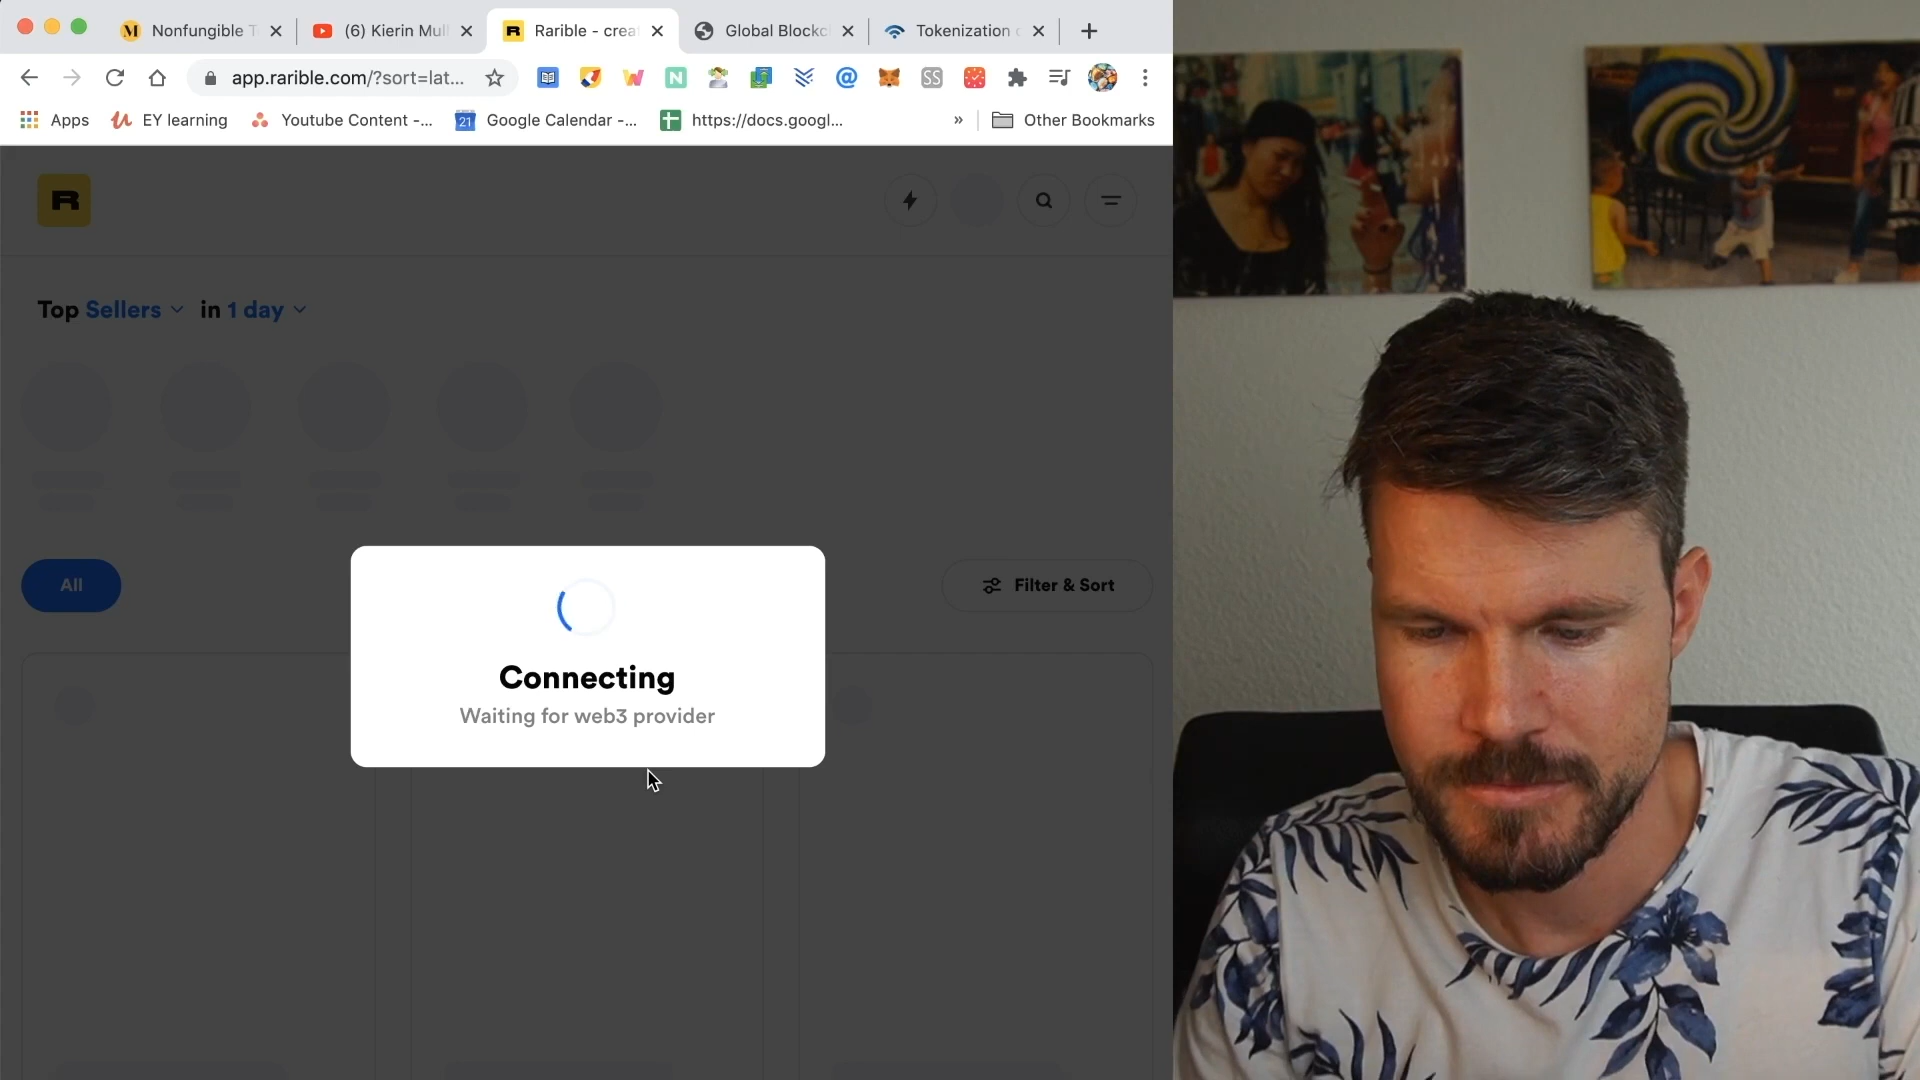 Nonfungible T
(6) Kierin Mull
Rarible - crea
Global Blockc
Tokenization
app.rarible.com/?sort=lat...
Apps
EY learning
Youtube Content -...
21
Google Calendar -...
https://docs.googl...
»
Other Bookmarks
R
Top Sellers in 1 day
All
Filter & Sort
Connecting
Waiting for web3 provider